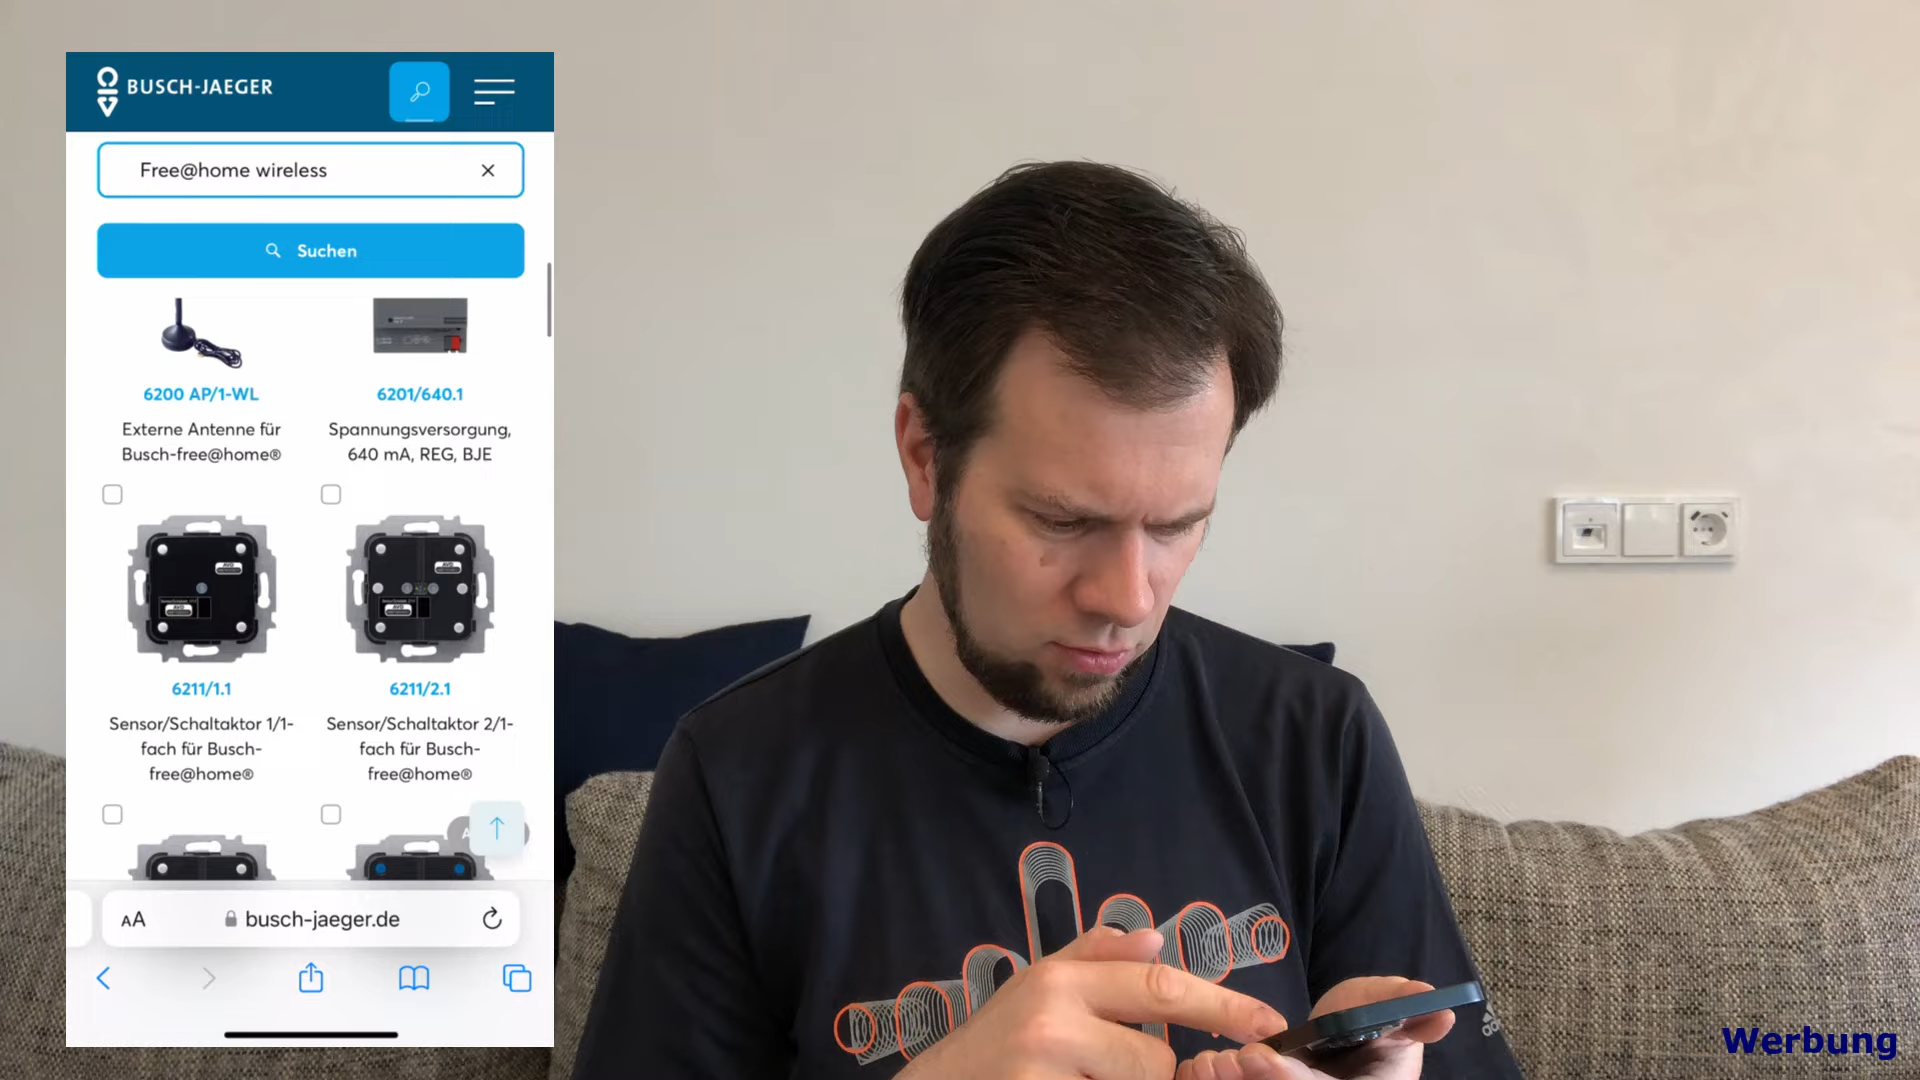 BUSCH-JAEGER
Free@home wireless
Suchen
6200 AP/1-WL
6201/640.1
Externe Antenne für
Busch-free@home®
Spannungsversorgung,
640 mA, REG, BJE
6211/1.1
6211/2.1
Sensor/Schaltaktor 1/1-
fach für Busch-
free@home®
Sensor/Schaltaktor 2/1-
fach für Busch-
free@home®
AA
busch-jaeger.de
Werbung